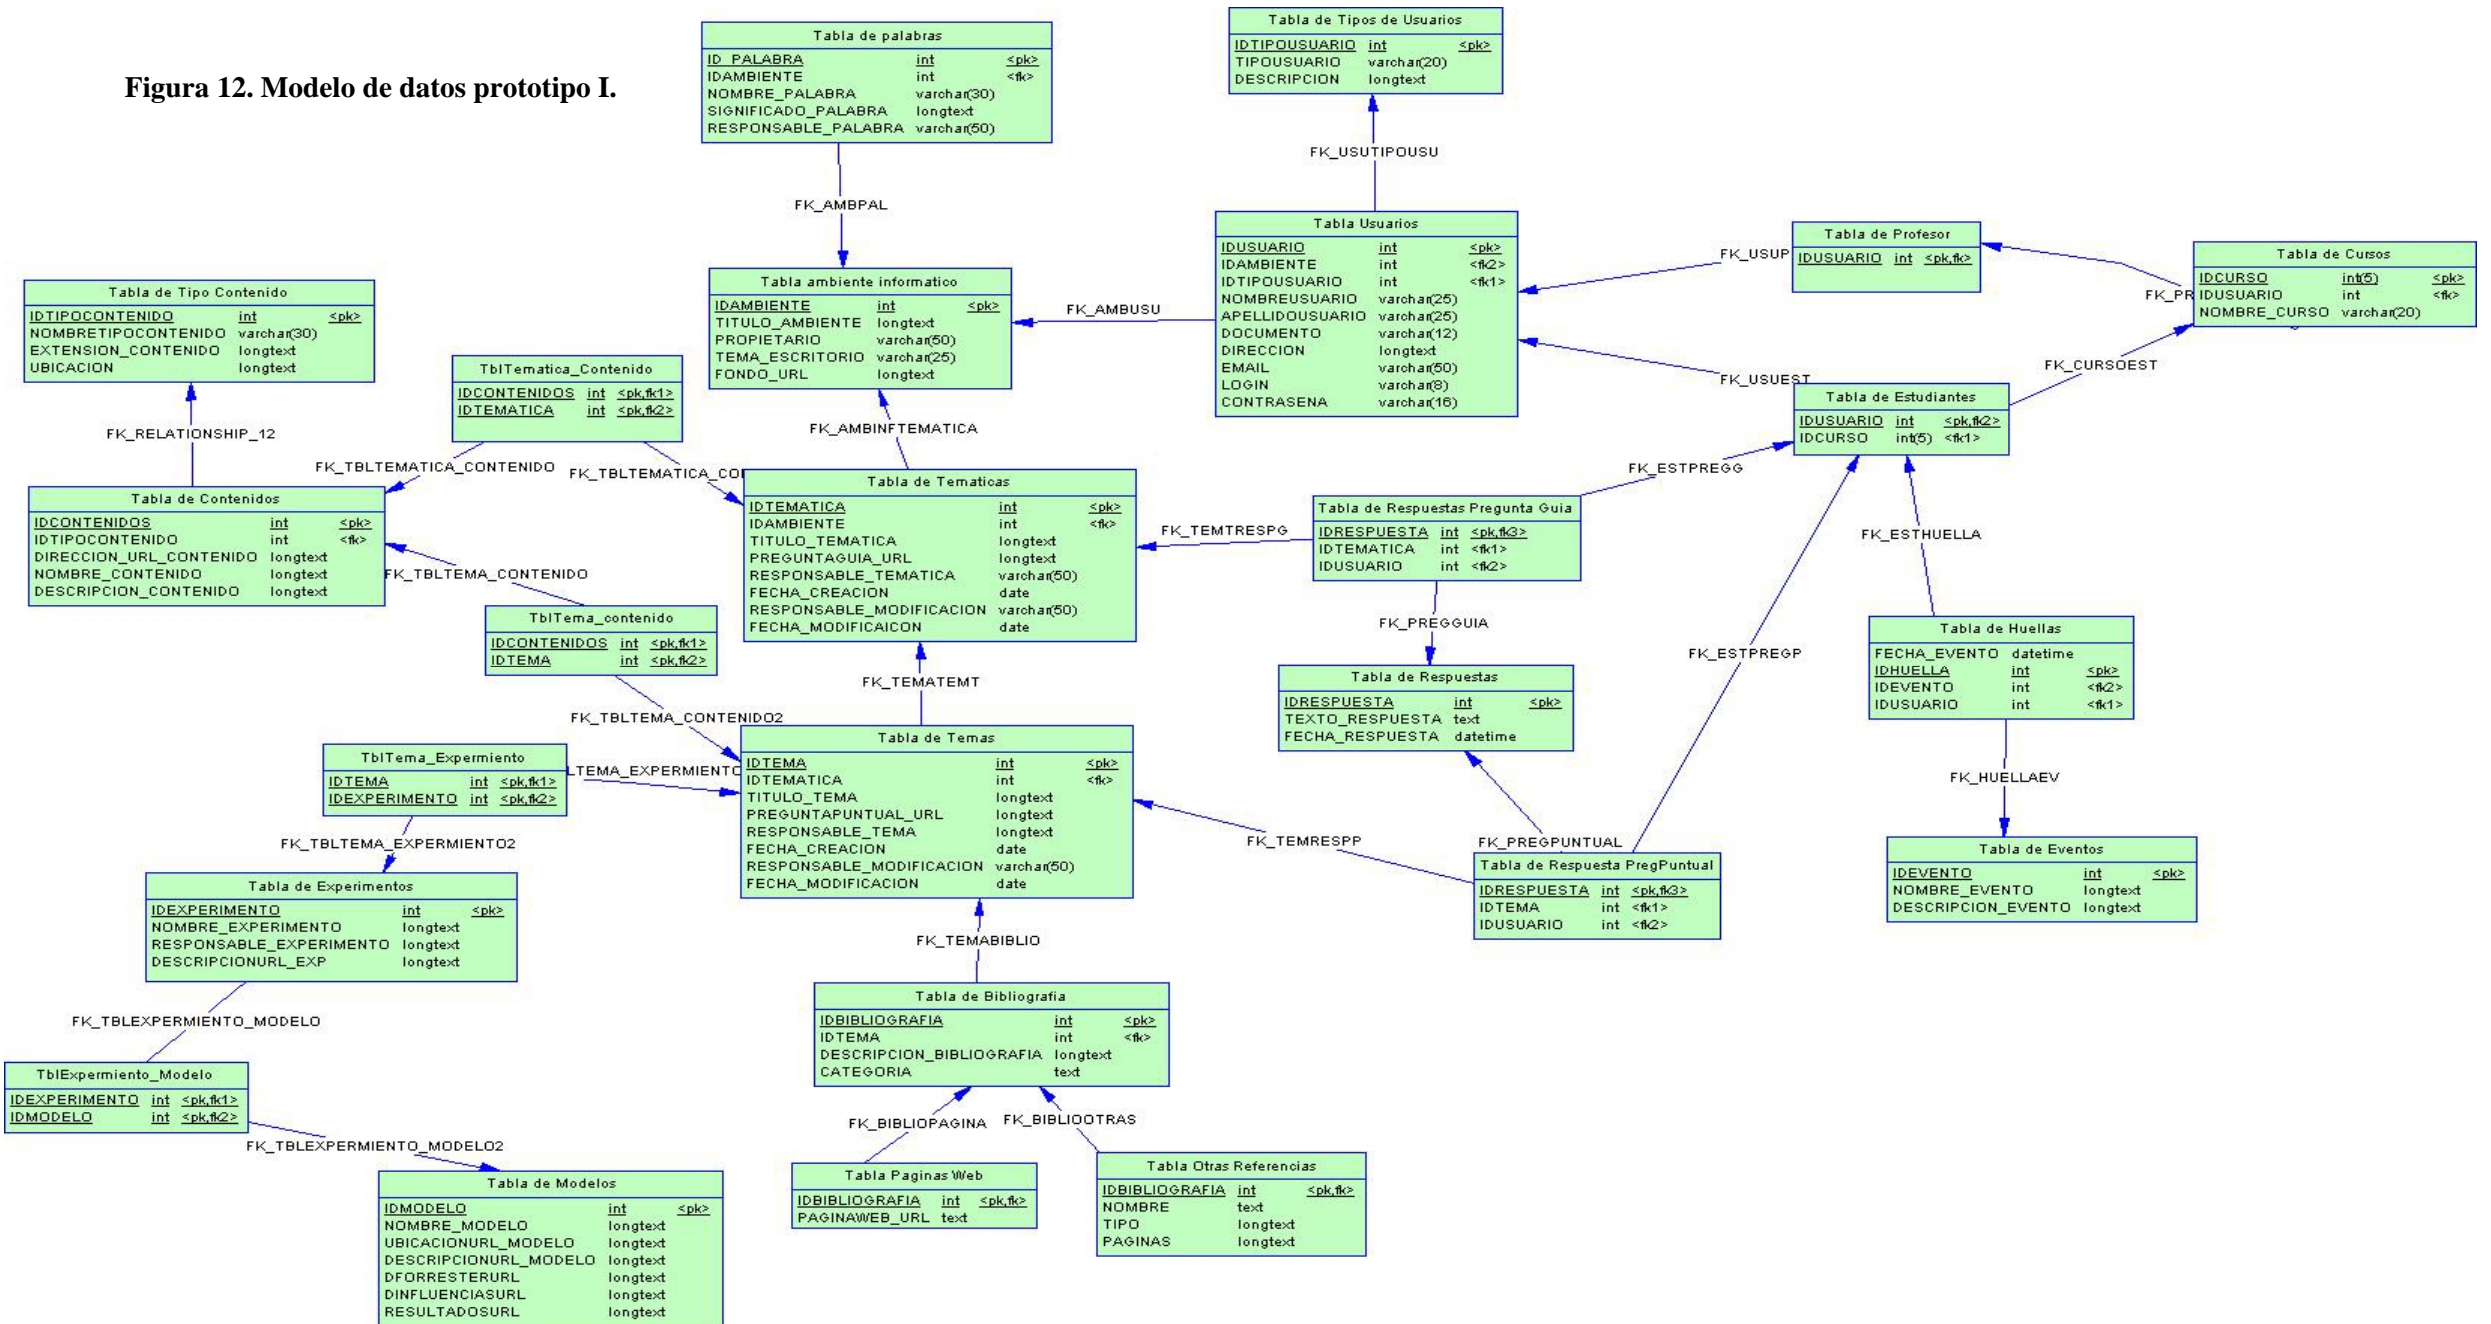 Figura 12. Modelo de datos prototipo I.
Tabla de palabras
ID_PALABRA int <pk>
IDAMBIENTE int <fk>
NOMBRE_PALABRA varchar(30)
SIGNIFICADO_PALABRA longtext
RESPONSABLE_PALABRA varchar(50)
Tabla de Tipos de Usuarios
IDTIPOUSUARIO int <pk>
TIPOUSUARIO varchar(20)
DESCRIPCION longtext
FK_USUTIPOUSU
FK_AMBPAL
Tabla Usuarios
IDUSUARIO int <pk>
IDAMBIENTE int <fk2>
IDTIPOUSUARIO int <fk1>
NOMBREUSUARIO varchar(25)
APELLIDOUSUARIO varchar(25)
DOCUMENTO varchar(12)
DIRECCION longtext
EMAIL varchar(50)
LOGIN varchar(8)
CONTRASENA varchar(16)
FK_USUP
Tabla de Profesor
IDUSUARIO int <pk,fk>
FK_PR
Tabla de Cursos
IDCURSO int(5) <pk>
IDUSUARIO int <fk>
NOMBRE_CURSO varchar(20)
Tabla ambiente informatico
IDAMBIENTE int <pk>
TITULO_AMBIENTE longtext
PROPIETARIO varchar(50)
TEMA_ESCRITORIO varchar(25)
FONDO_URL longtext
FK_AMBUSU
Tabla de Tipo Contenido
IDTIPOCONTENIDO int <pk>
NOMBRETIPOCONTENIDO varchar(30)
EXTENSION_CONTENIDO longtext
UBICACION longtext
TblTematica_Contenido
IDCONTENIDOS int <pk,fk1>
IDTEMATICA int <pk,fk2>
FK_CURSOEST
FK_USUEST
Tabla de Estudiantes
IDUSUARIO int <pk,fk2>
IDCURSO int(5) <fk1>
FK_RELATIONSHIP_12
FK_AMBINFTEMATICA
FK_TBLTEMATICA_CONTENIDO
FK_TBLTEMATICA_CO
FK_ESTPREGG
Tabla de Contenidos
IDCONTENIDOS int <pk>
IDTIPOCONTENIDO int <fk>
DIRECCION_URL_CONTENIDO longtext
NOMBRE_CONTENIDO longtext
DESCRIPCION_CONTENIDO longtext
Tabla de Tematicas
IDTEMATICA int <pk>
IDAMBIENTE int <fk>
TITULO_TEMATICA longtext
PREGUNTAGUIA_URL longtext
RESPONSABLE_TEMATICA varchar(50)
FECHA_CREACION date
RESPONSABLE_MODIFICACION varchar(50)
FECHA_MODIFICAICON date
FK_TEMTRESPG
Tabla de Respuestas Pregunta Guia
IDRESPUESTA int <pk,fk3>
IDTEMATICA int <fk1>
IDUSUARIO int <fk2>
FK_ESTHUELLA
FK_TBLTEMA_CONTENIDO
TblTema_contenido
IDCONTENIDOS int <pk,fk1>
IDTEMA int <pk,fk2>
FK_PREGGUIA
FK_ESTPREGP
Tabla de Huellas
FECHA_EVENTO datetime
IDHUELLA int <pk>
IDEVENTO int <fk2>
IDUSUARIO int <fk1>
FK_TEMATEMT
Tabla de Respuestas
IDRESPUESTA int <pk>
TEXTO_RESPUESTA text
FECHA_RESPUESTA datetime
FK_TBLTEMA_CONTENIDO2
Tabla de Temas
IDTEMA int <pk>
IDTEMATICA int <fk>
TITULO_TEMA longtext
PREGUNTAPUNTUAL_URL longtext
RESPONSABLE_TEMA longtext
FECHA_CREACION date
RESPONSABLE_MODIFICACION varchar(50)
FECHA_MODIFICACION date
TblTema_Expermiento
IDTEMA int <pk,fk1>
IDEXPERIMENTO int <pk,fk2>
LTEMA_EXPERMIENTO
FK_HUELLAEV
FK_TBLTEMA_EXPERMIENTO2
FK_TEMRESPP
FK_PREGPUNTUAL
Tabla de Respuesta PregPuntual
IDRESPUESTA int <pk,fk3>
IDTEMA int <fk1>
IDUSUARIO int <fk2>
Tabla de Eventos
IDEVENTO int <pk>
NOMBRE_EVENTO longtext
DESCRIPCION_EVENTO longtext
Tabla de Experimentos
IDEXPERIMENTO int <pk>
NOMBRE_EXPERIMENTO longtext
RESPONSABLE_EXPERIMENTO longtext
DESCRIPCIONURL_EXP longtext
FK_TEMABIBLIO
Tabla de Bibliografia
IDBIBLIOGRAFIA int <pk>
IDTEMA int <fk>
DESCRIPCION_BIBLIOGRAFIA longtext
CATEGORIA text
FK_TBLEXPERMIENTO_MODELO
TblExpermiento_Modelo
IDEXPERIMENTO int <pk,fk1>
IDMODELO int <pk,fk2>
FK_BIBLIOPAGINA
FK_BIBLIOOTRAS
FK_TBLEXPERMIENTO_MODELO2
Tabla de Modelos
IDMODELO int <pk>
NOMBRE_MODELO longtext
UBICACIONURL_MODELO longtext
DESCRIPCIONURL_MODELO longtext
DFORRESTERURL longtext
DINFLUENCIASURL longtext
RESULTADOSURL longtext
Tabla Paginas Web
IDBIBLIOGRAFIA int <pk,fk>
PAGINAWEB_URL text
Tabla Otras Referencias
IDBIBLIOGRAFIA int <pk,fk>
NOMBRE text
TIPO longtext
PAGINAS longtext